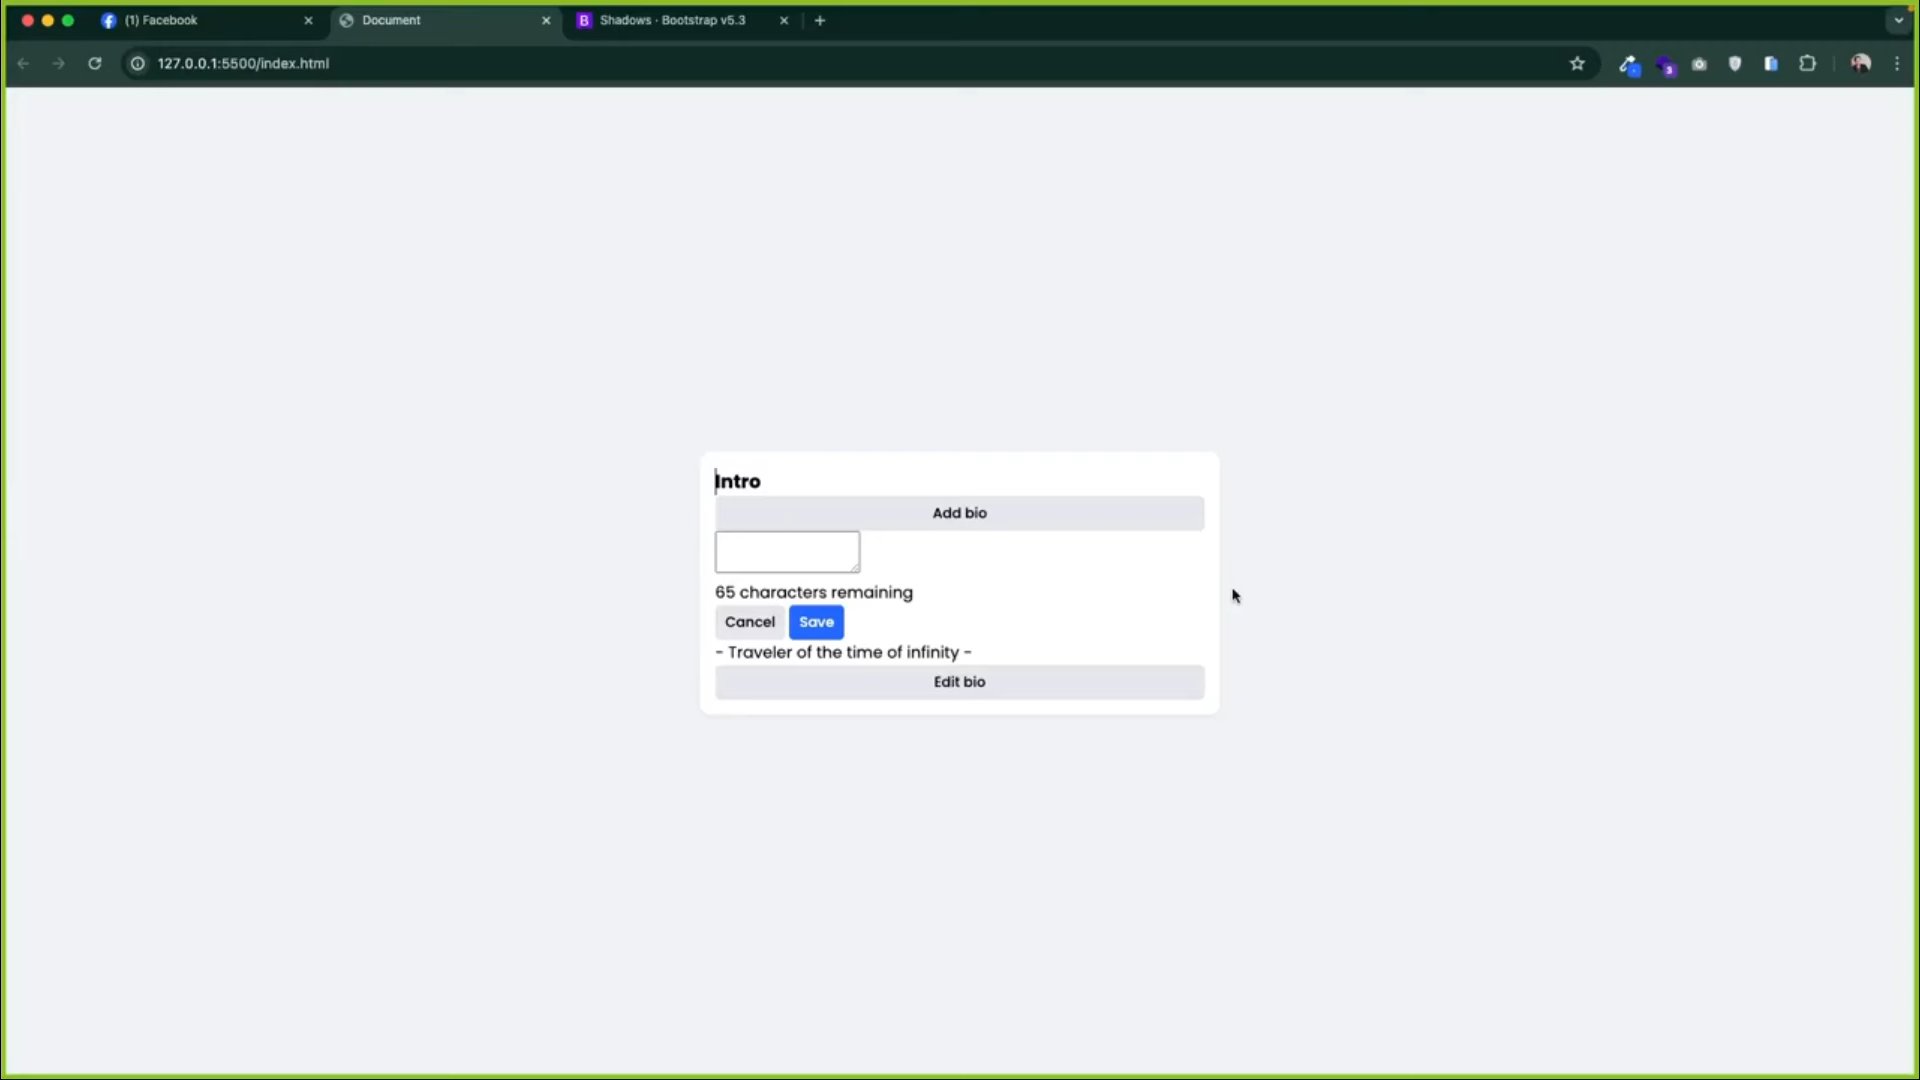 (1) Facebook
Document
Shadows · Bootstrap v5.3
127.0.0.1:5500/index.html
3
Intro
Add bio
65 characters remaining
Cancel Save
- Traveler of the time of infinity -
Edit bio